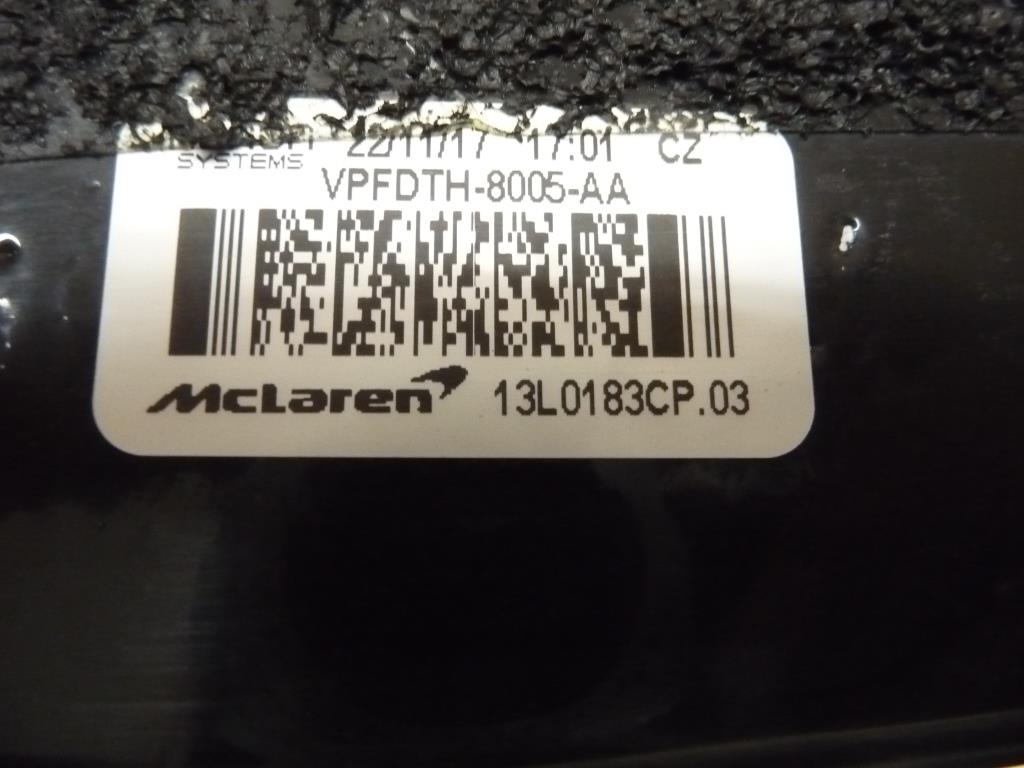 22/11/17 17:01 CZ
SYSTEMS
VPFDTH-8005-AA
McLaren 13L0183CP.03